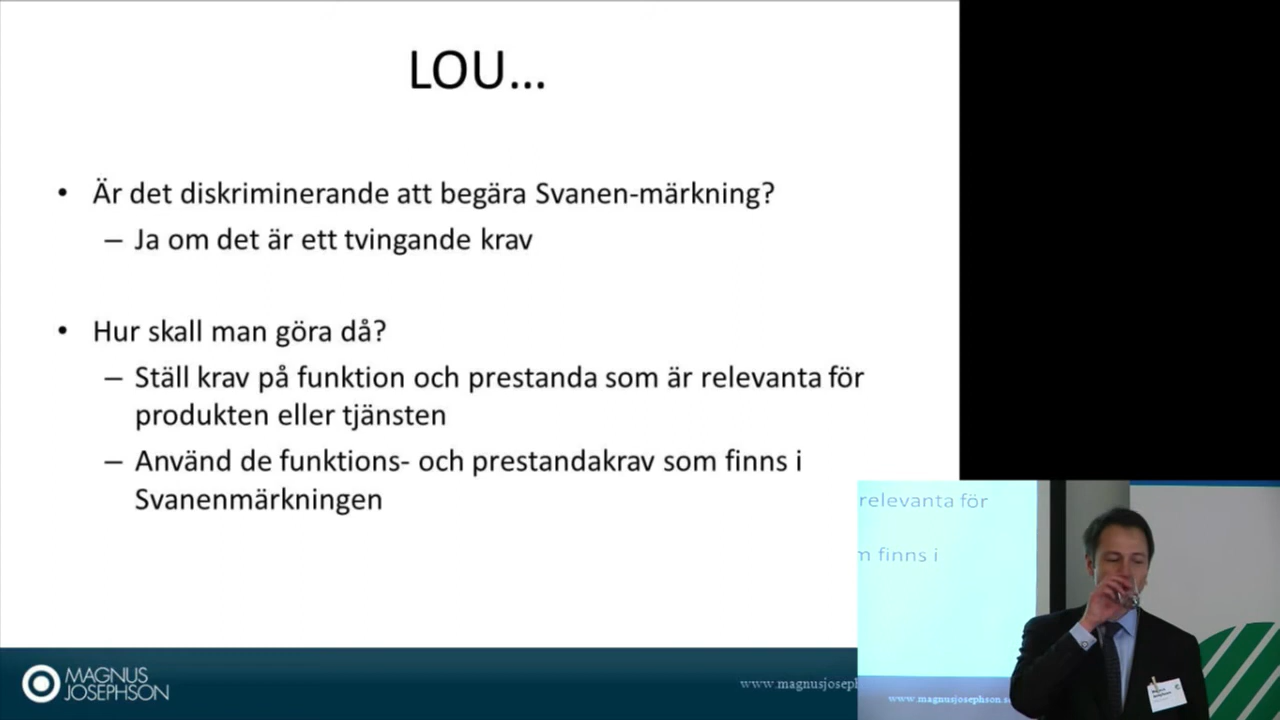 LOU...
• Är det diskriminerande att begära Svanen-märkning?
– Ja om det är ett tvingande krav
• Hur skall man göra då?
– Ställ krav på funktion och prestanda som är relevanta för
produkten eller tjänsten
– Använd de funktions- och prestandakrav som finns i
Svanenmärkningen
MAGNUS
JOSEPHSON
www.magnusjoseph
relevanta för
m finns i
www.magnusjosephson.se